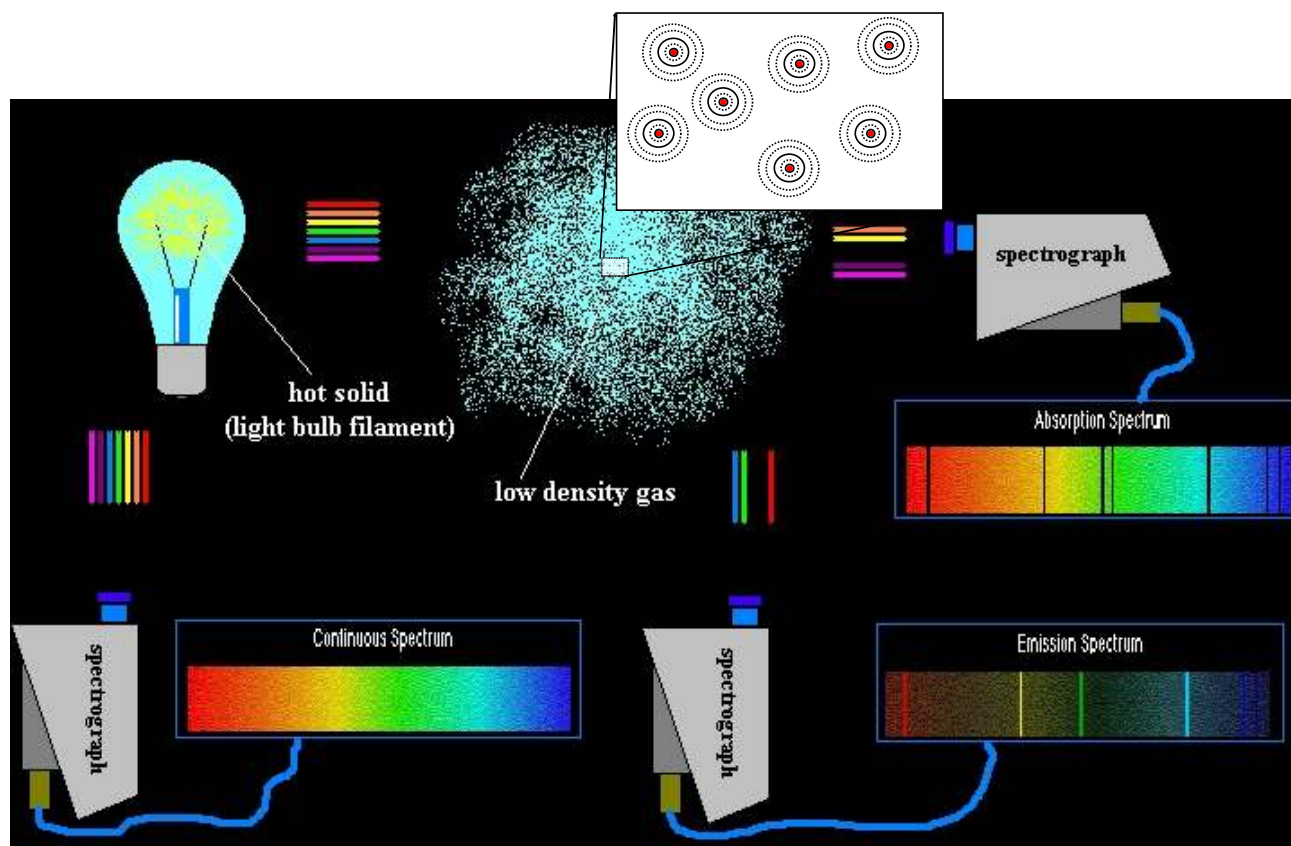 spectrograph
hot solid
(light bulb filament)
Absorption Spectrum
low density gas
spectrograph
Continuous Spectrum
spectrograph
Emission Spectrum